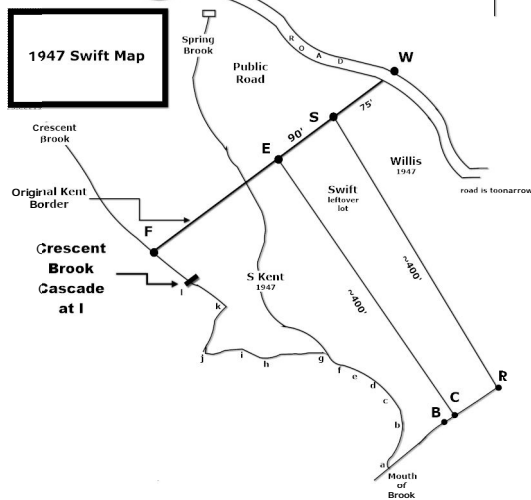 1947 Swift Map
Spring
Brook
R O A D
W
Public
Road
S
75'
90'
E
Crescent
Brook
Willis
1947
road is toonarrow
Swift
leftover
lot
Original Kent
Border
F
Crescent
Brook
Cascade
at I
l
S Kent
1947
~400'
~400'
k
j
i
h
g
f
e
d
c
b
a
R
C
B
Mouth
of
Brook